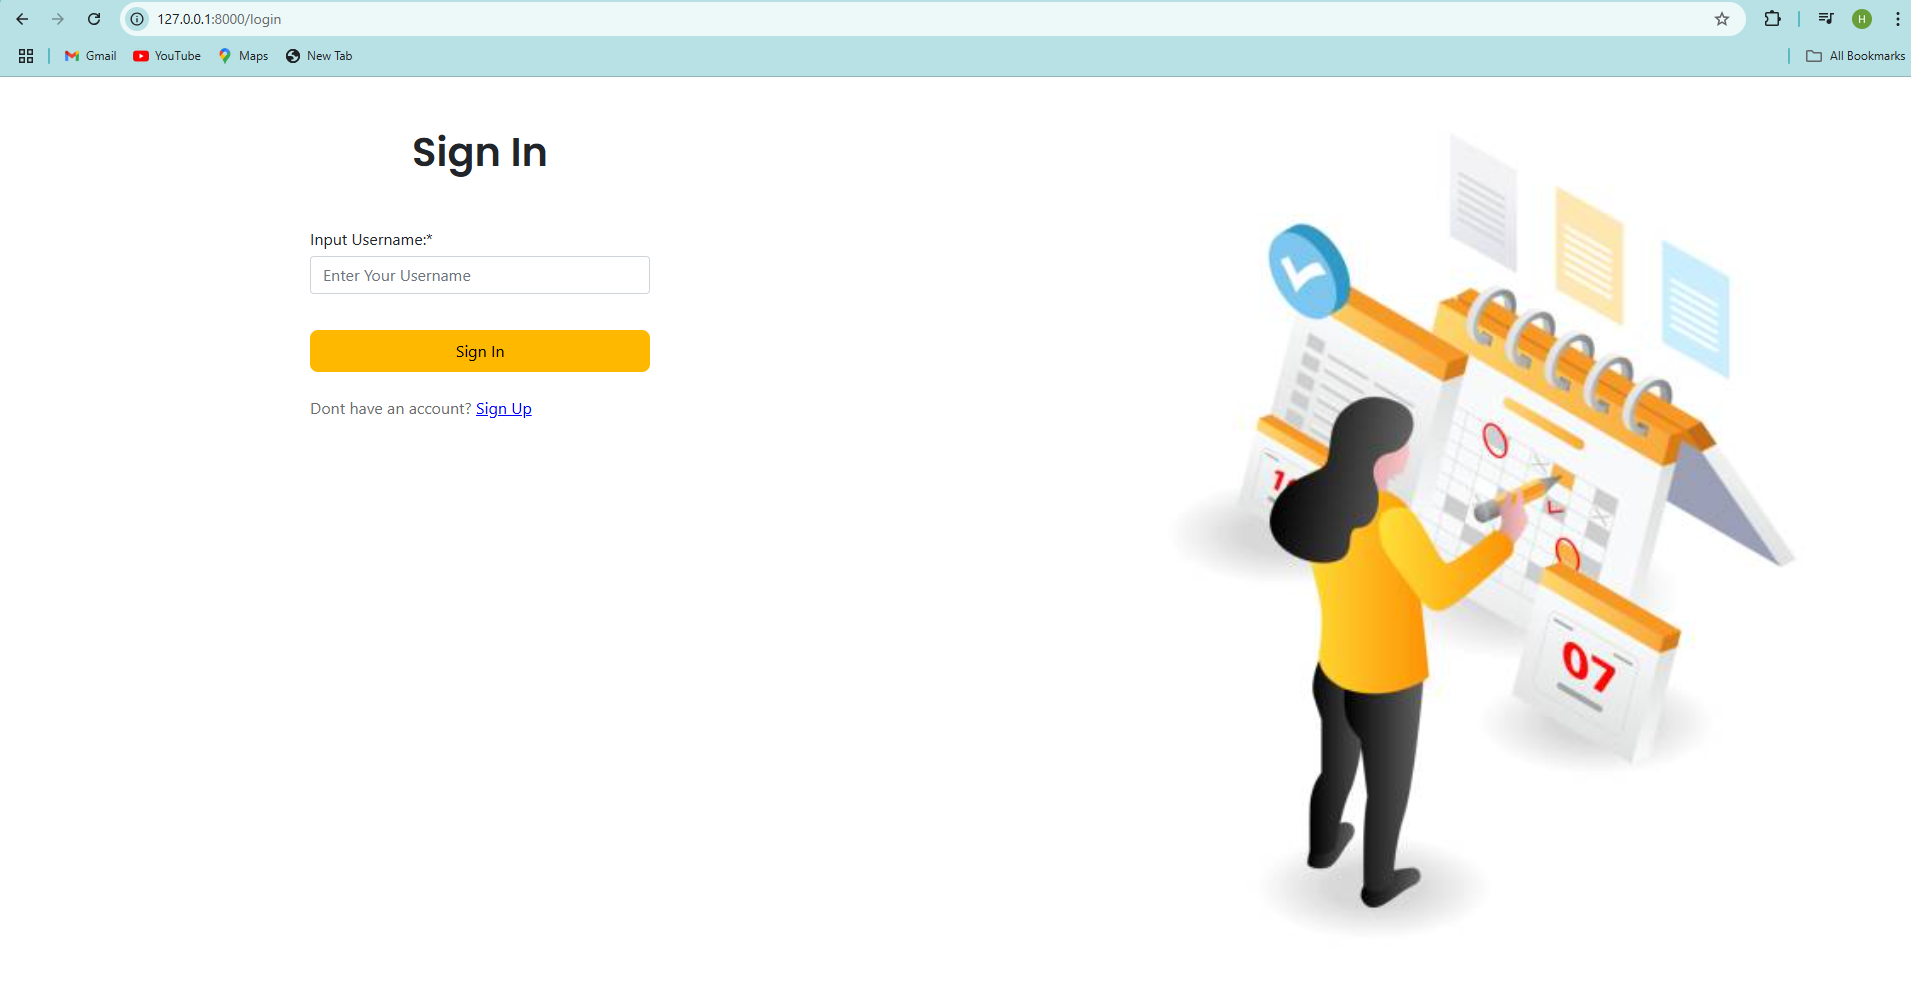 127.0.0.1:8000/login
H
Gmail YouTube Maps New Tab All Bookmarks
Sign In
Input Username:*
Enter Your Username
Sign In
Dont have an account? Sign Up
07